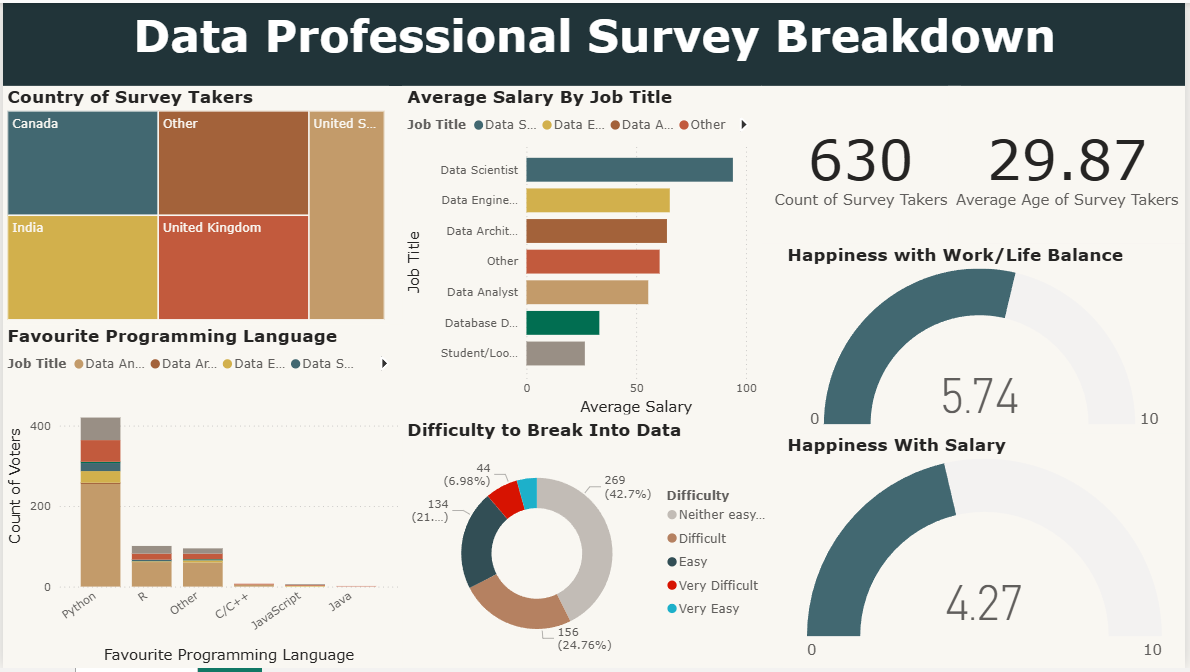 Data Professional Survey Breakdown
Country of Survey Takers
Canada
Other
United S...
India
United Kingdom
Favourite Programming Language
Job Title Data An... Data Ar... Data E... Data S...
Count of Voters
400
200
0
Python
R
Other
C/C++
JavaScript
Java
Favourite Programming Language
Average Salary By Job Title
Job Title Data S... Data E... Data A... Other
Job Title
Data Scientist
Data Engine...
Data Archit...
Other
Data Analyst
Database D...
Student/Loo...
0 50 100
Average Salary
Difficulty to Break Into Data
44
(6.98%)
269
(42.7%)
134
(21....)
156
(24.76%)
Difficulty
Neither easy...
Difficult
Easy
Very Difficult
Very Easy
630
Count of Survey Takers
29.87
Average Age of Survey Takers
Happiness with Work/Life Balance
5.74
0 10
Happiness With Salary
4.27
0 10